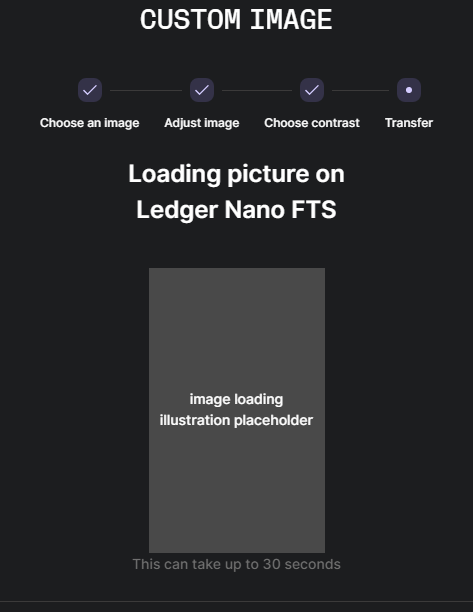 CUSTOM IMAGE
Choose an image Adjust image Choose contrast Transfer
Loading picture on
Ledger Nano FTS
image loading
illustration placeholder
This can take up to 30 seconds